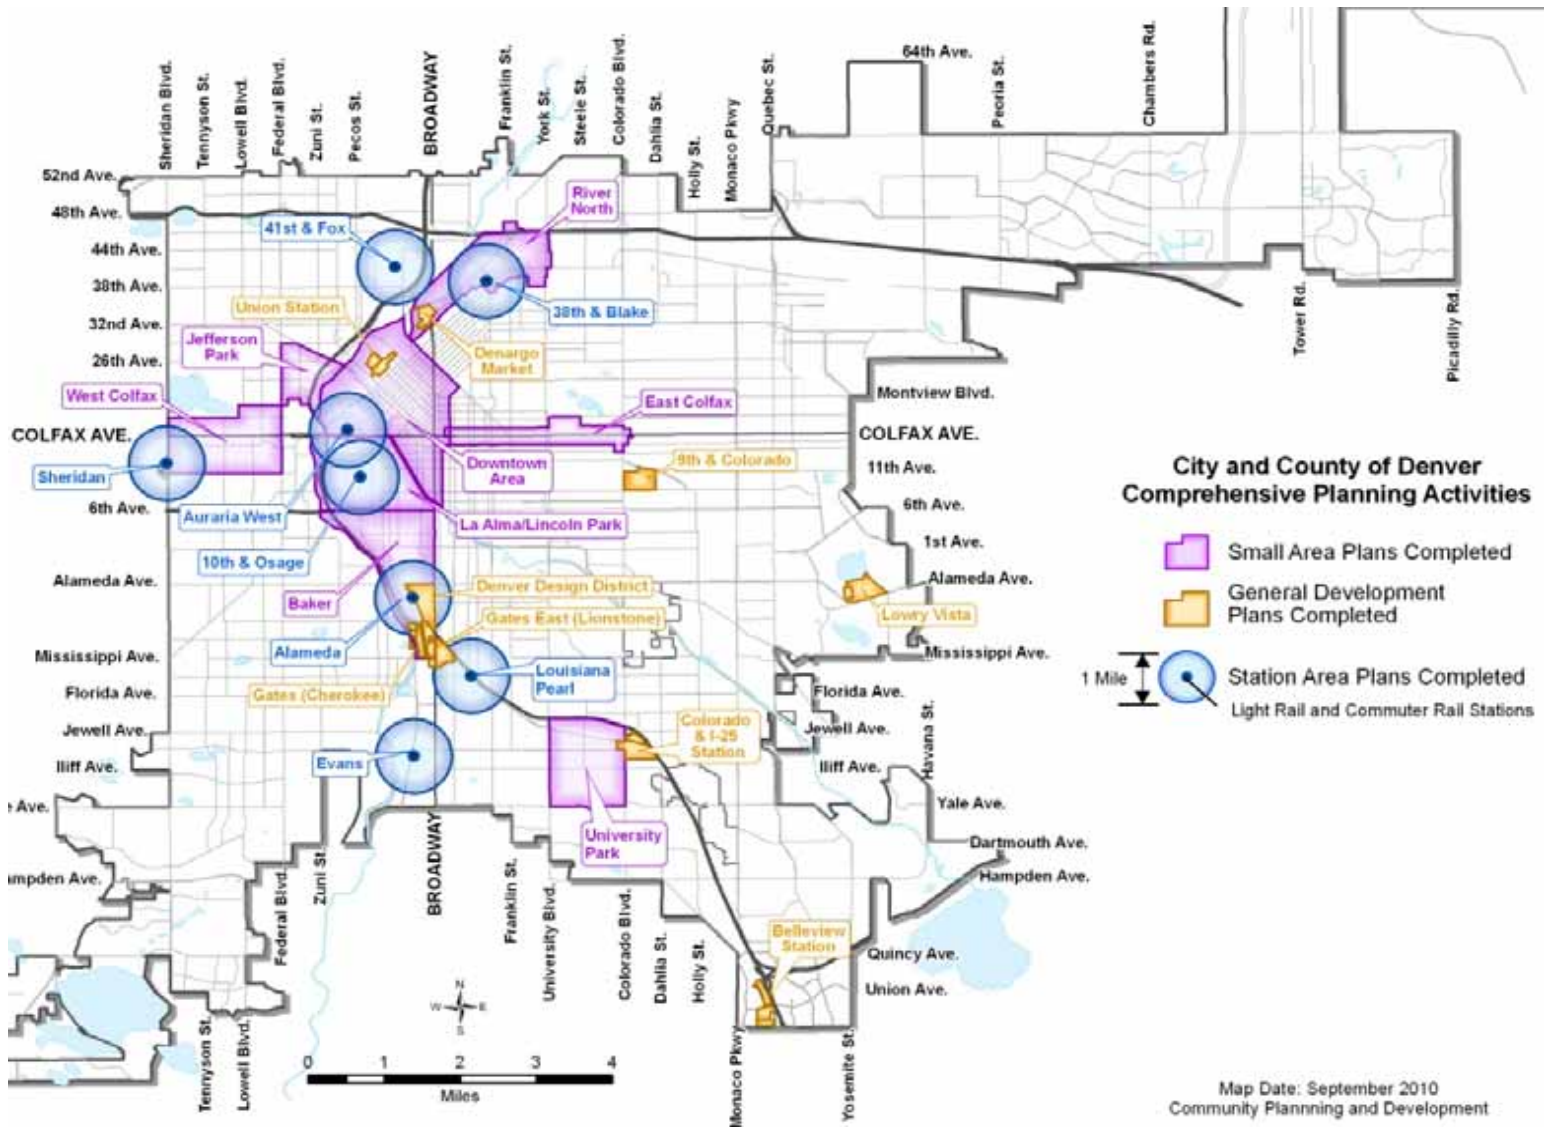 64th Ave.
Sheridan Blvd.
Tennyson St.
Lowell Blvd.
Federal Blvd.
Zuni St.
Pecos St.
BROADWAY
Franklin St.
York St.
Steele St.
Colorado Blvd.
Dahlia St.
Holly St.
Monaco Pkwy
Quebec St.
Peoria St.
Chambers Rd.
52nd Ave.
48th Ave.
44th Ave.
38th Ave.
32nd Ave.
26th Ave.
COLFAX AVE.
6th Ave.
Alameda Ave.
Mississippi Ave.
Florida Ave.
Jewell Ave.
Iliff Ave.
e Ave.
ampden Ave.
River
North
41st & Fox
Union Station
38th & Blake
Jefferson
Park
Denargo
Market
West Colfax
East Colfax
Sheridan
Downtown
Area
9th & Colorado
Auraria West
La Alma/Lincoln Park
10th & Osage
Baker
Denver Design District
Gates East (Lionstone)
Lowry Vista
Alameda
Louisiana
Pearl
Gates (Cherokee)
Colorado
& I-25
Station
Evans
University
Park
Belleview
Station
Tower Rd.
Picadilly Rd.
Montview Blvd.
COLFAX AVE.
11th Ave.
6th Ave.
1st Ave.
Alameda Ave.
Mississippi Ave.
Florida Ave.
Jewell Ave.
Havana St.
Iliff Ave.
Yale Ave.
Dartmouth Ave.
Hampden Ave.
Quincy Ave.
Union Ave.
Zuni St
Federal Blvd.
BROADWAY
Franklin St.
University Blvd.
Colorado Blvd.
Dahlia St.
Holly St.
Tennyson St.
Lowell Blvd.
Monaco Pkwy
Yosemite St.
N
W
E
S
0
1
2
3
4
Miles
City and County of Denver
Comprehensive Planning Activities
Small Area Plans Completed
General Development
Plans Completed
1 Mile
Station Area Plans Completed
Light Rail and Commuter Rail Stations
Map Date: September 2010
Community Plannning and Development